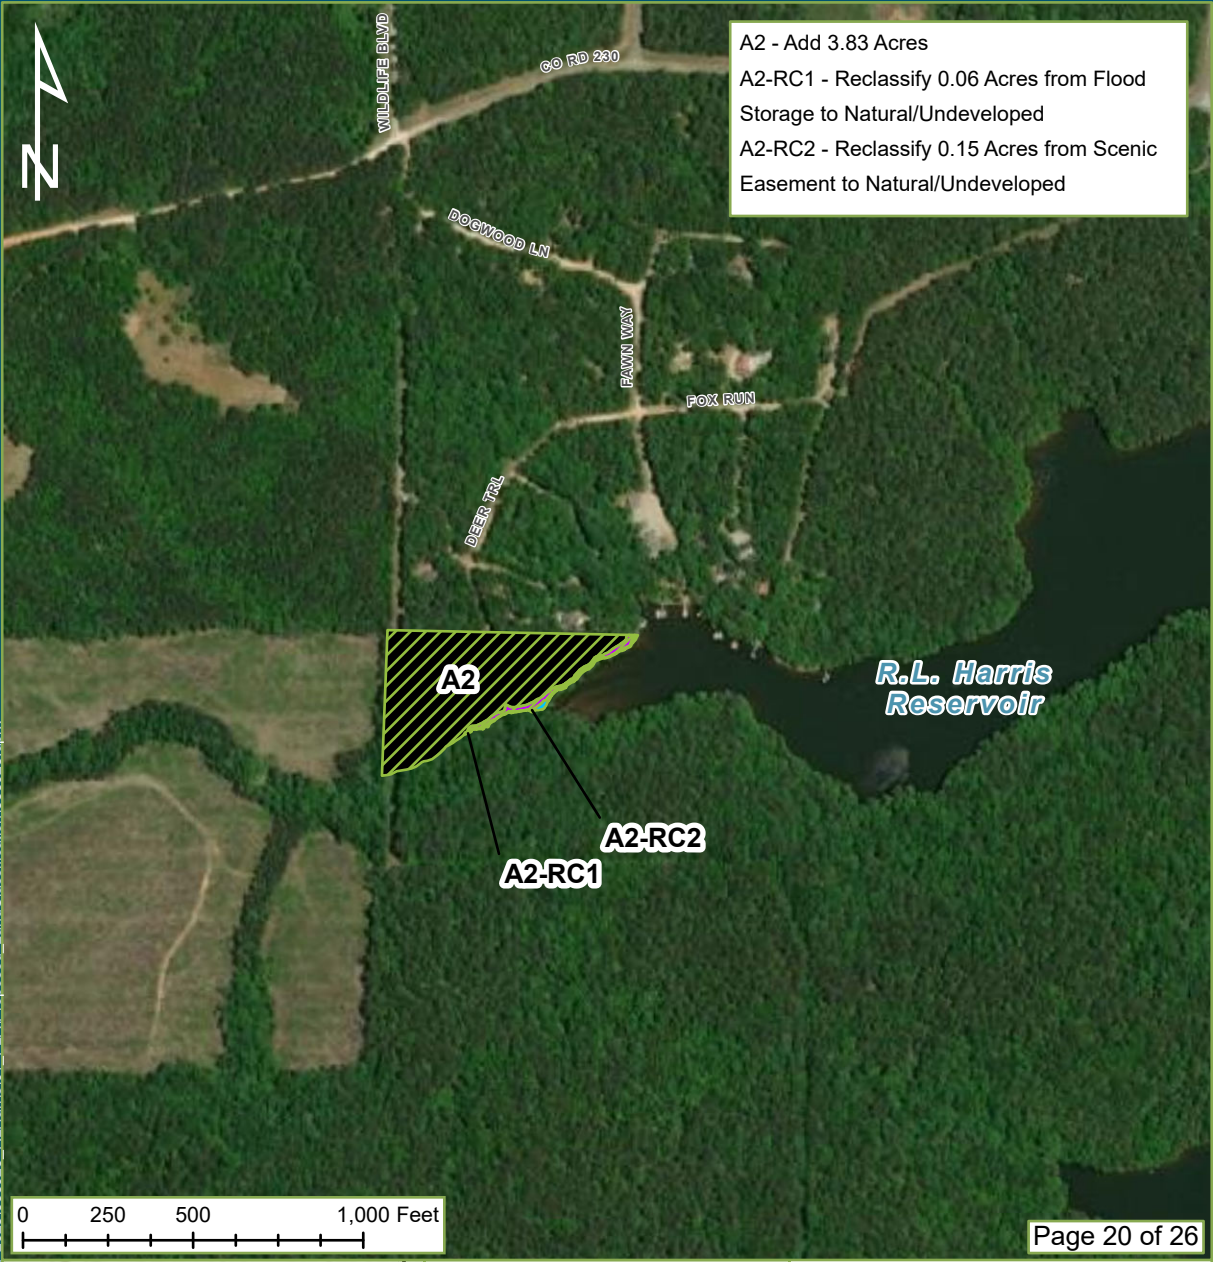 A2 - Add 3.83 Acres
A2-RC1 - Reclassify 0.06 Acres from Flood
Storage to Natural/Undeveloped
A2-RC2 - Reclassify 0.15 Acres from Scenic
Easement to Natural/Undeveloped
N
WILDLIFE BLVD
CO RD 230
DOGWOOD LN
FAWN WAY
FOX RUN
DEER TRL
A2
R.L. Harris
Reservoir
A2-RC2
A2-RC1
0 250 500 1,000 Feet
Page 20 of 26